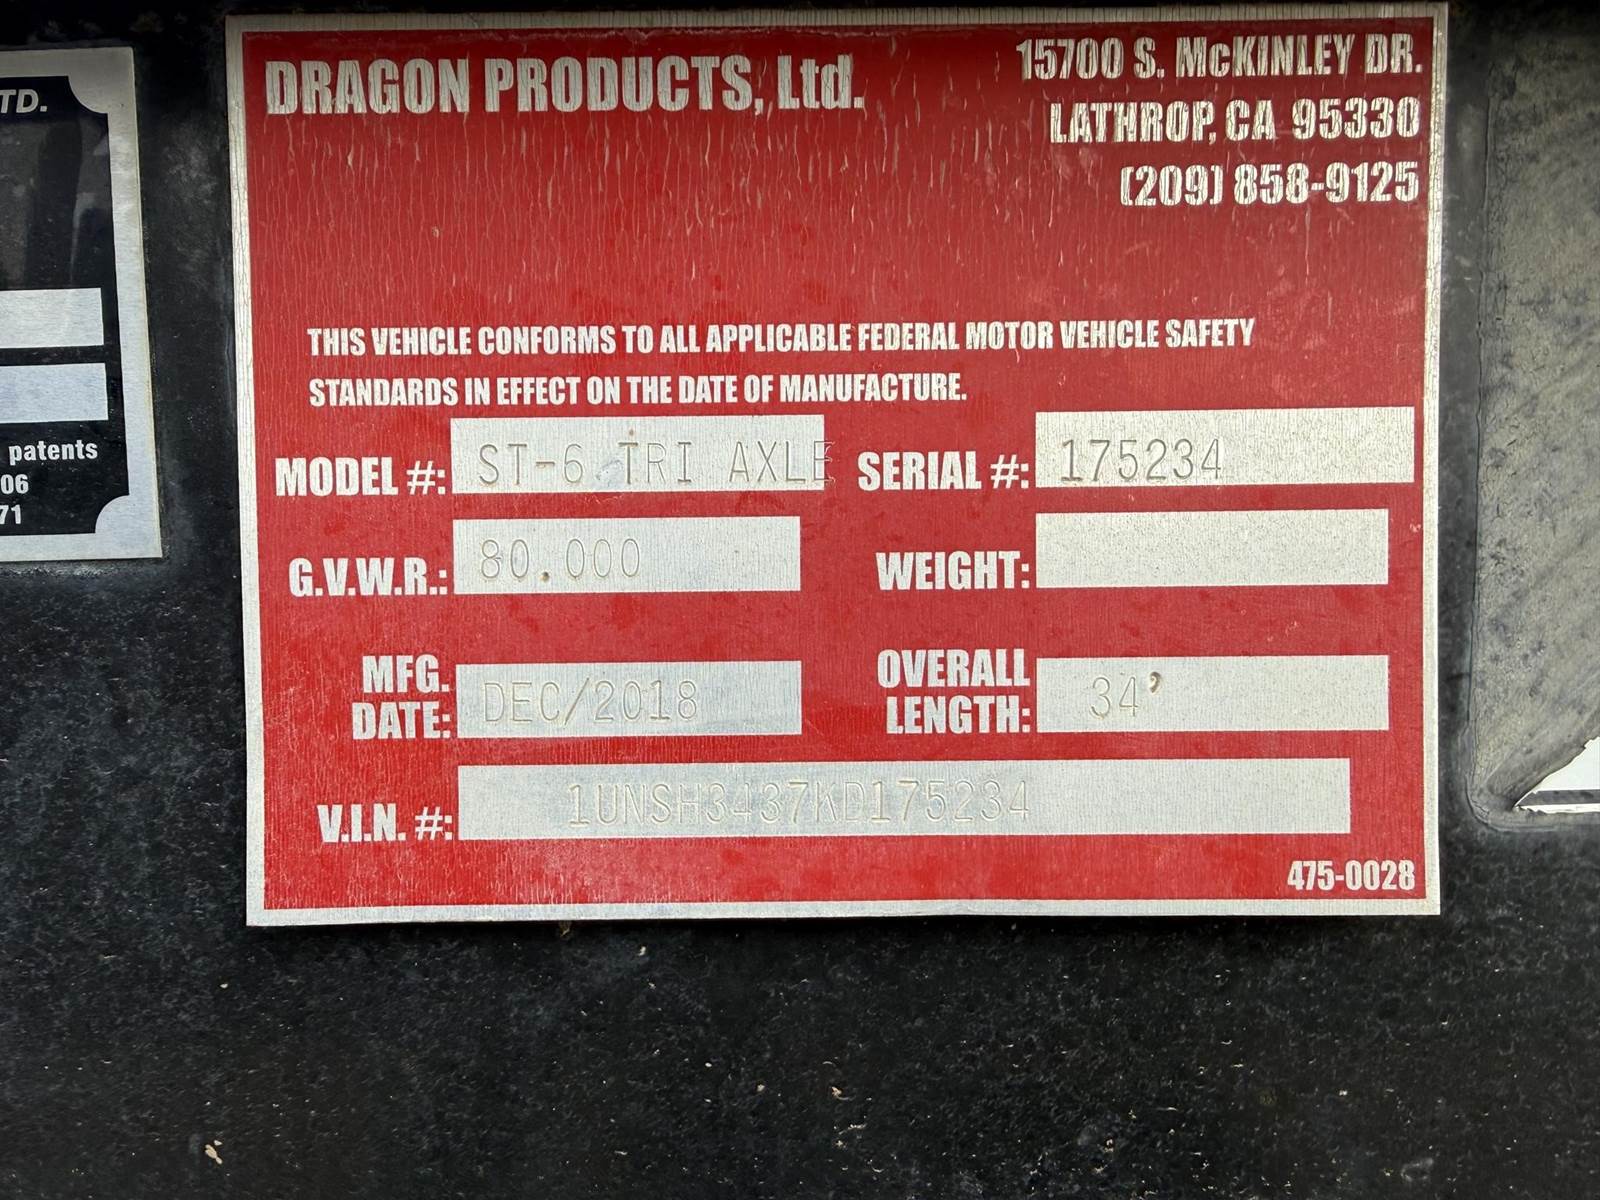 TD.
patents
06
71
DRAGON PRODUCTS, Ltd.
15700 S. McKINLEY DR.
LATHROP, CA 95330
(209) 858-9125
THIS VEHICLE CONFORMS TO ALL APPLICABLE FEDERAL MOTOR VEHICLE SAFETY
STANDARDS IN EFFECT ON THE DATE OF MANUFACTURE.
MODEL #: ST-6 TRI AXLE SERIAL #: 175234
G.V.W.R.: 80.000 WEIGHT:
MFG. DATE: DEC/2018 OVERALL LENGTH: 34'
V.I.N. #: 1UNSH3437KD175234
475-0028